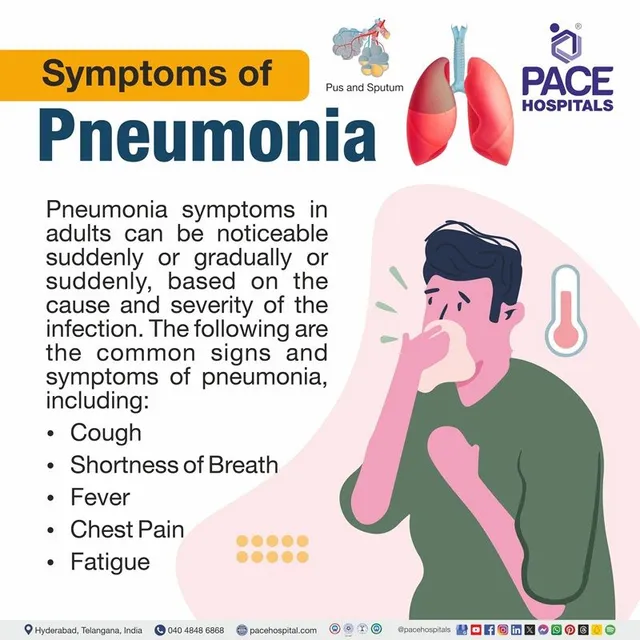 Symptoms of
Pneumonia
Pus and Sputum
®
PACE
HOSPITALS
Pneumonia symptoms in
adults can be noticeable
suddenly or gradually or
suddenly, based on the
cause and severity of the
infection. The following are
the common signs and
symptoms of pneumonia,
including:
• Cough
• Shortness of Breath
• Fever
• Chest Pain
• Fatigue
Hyderabad, Telangana, India
040 4848 6868
pacehospital.com
@pacehospitals